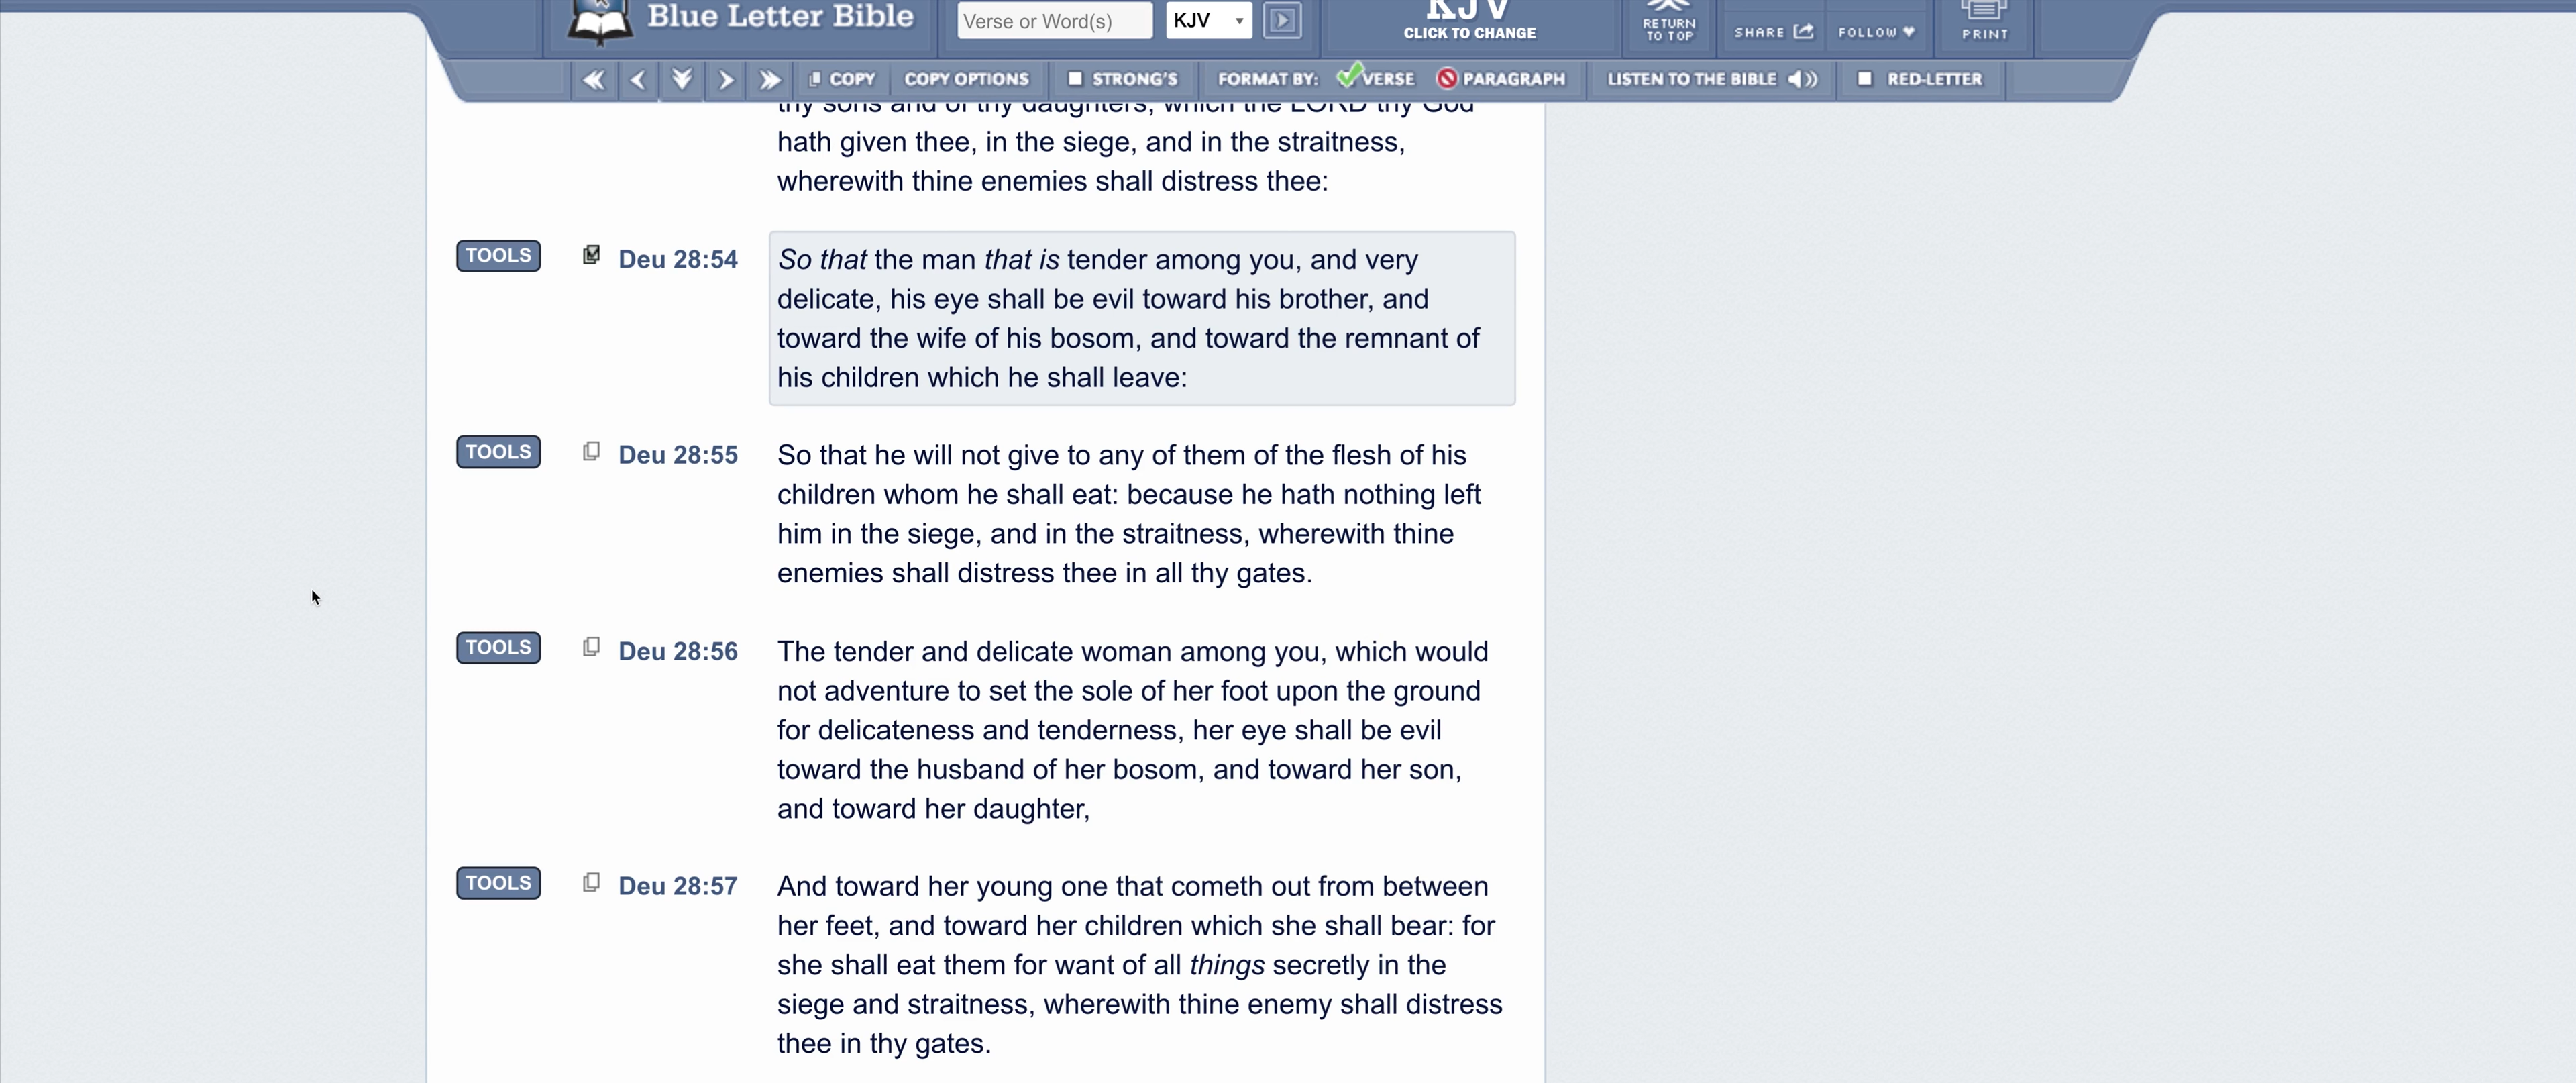 Blue Letter Bible
Verse or Word(s)
KJV
KJV
CLICK TO CHANGE
RETURN
TO TOP
SHARE
FOLLOW
PRINT
COPY
COPY OPTIONS
STRONG'S
FORMAT BY:
VERSE
PARAGRAPH
LISTEN TO THE BIBLE
RED-LETTER
thy sons and of thy daughters, which the LORD thy God
hath given thee, in the siege, and in the straitness,
wherewith thine enemies shall distress thee:
TOOLS
Deu 28:54
So that the man that is tender among you, and very
delicate, his eye shall be evil toward his brother, and
toward the wife of his bosom, and toward the remnant of
his children which he shall leave:
TOOLS
Deu 28:55
So that he will not give to any of them of the flesh of his
children whom he shall eat: because he hath nothing left
him in the siege, and in the straitness, wherewith thine
enemies shall distress thee in all thy gates.
TOOLS
Deu 28:56
The tender and delicate woman among you, which would
not adventure to set the sole of her foot upon the ground
for delicateness and tenderness, her eye shall be evil
toward the husband of her bosom, and toward her son,
and toward her daughter,
TOOLS
Deu 28:57
And toward her young one that cometh out from between
her feet, and toward her children which she shall bear: for
she shall eat them for want of all things secretly in the
siege and straitness, wherewith thine enemy shall distress
thee in thy gates.